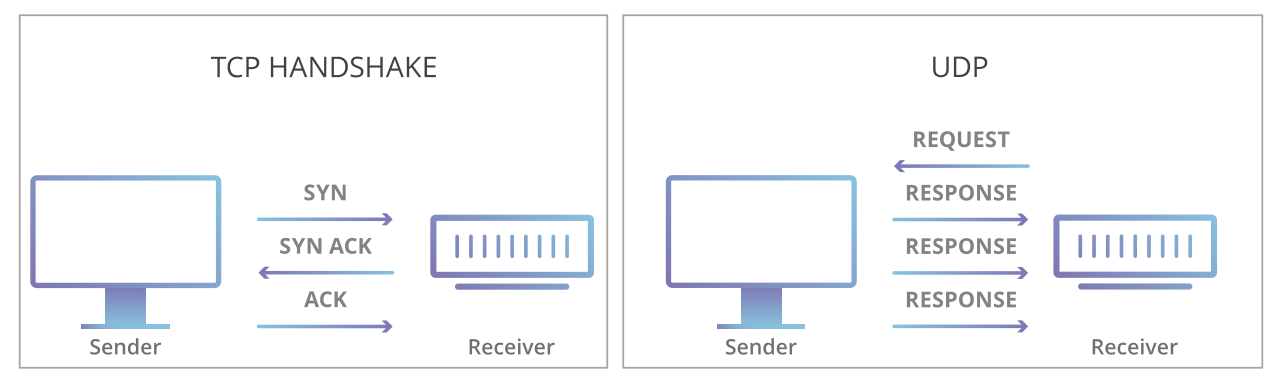 TCP HANDSHAKE
SYN
SYN ACK
ACK
Sender
Receiver
UDP
REQUEST
RESPONSE
RESPONSE
RESPONSE
Sender
Receiver